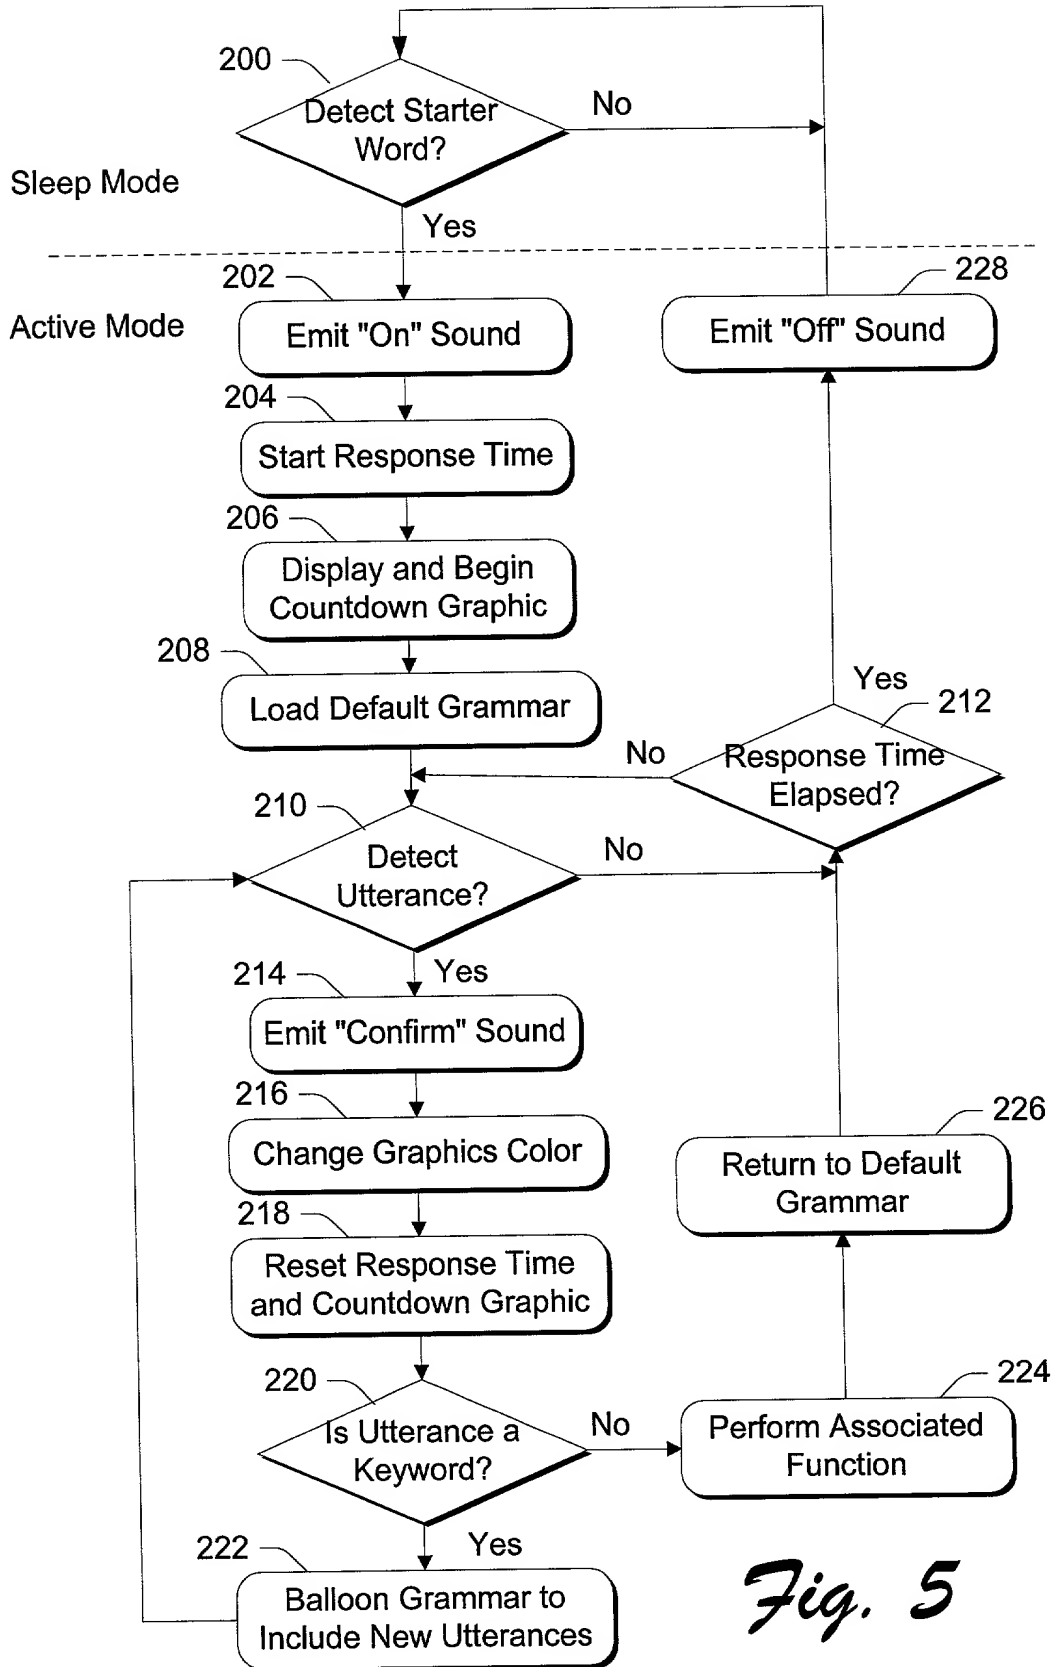 200
Detect Starter
Word?
No
Sleep Mode
Yes
202
228
Active Mode
Emit "On" Sound
Emit "Off" Sound
204
Start Response Time
206
Display and Begin
Countdown Graphic
208
Load Default Grammar
Yes
212
No
Response Time
Elapsed?
210
Detect
Utterance?
No
Yes
214
Emit "Confirm" Sound
216
Change Graphics Color
226
Return to Default
Grammar
218
Reset Response Time
and Countdown Graphic
220
Is Utterance a
Keyword?
No
224
Perform Associated
Function
Yes
222
Balloon Grammar to
Include New Utterances
Fig. 5